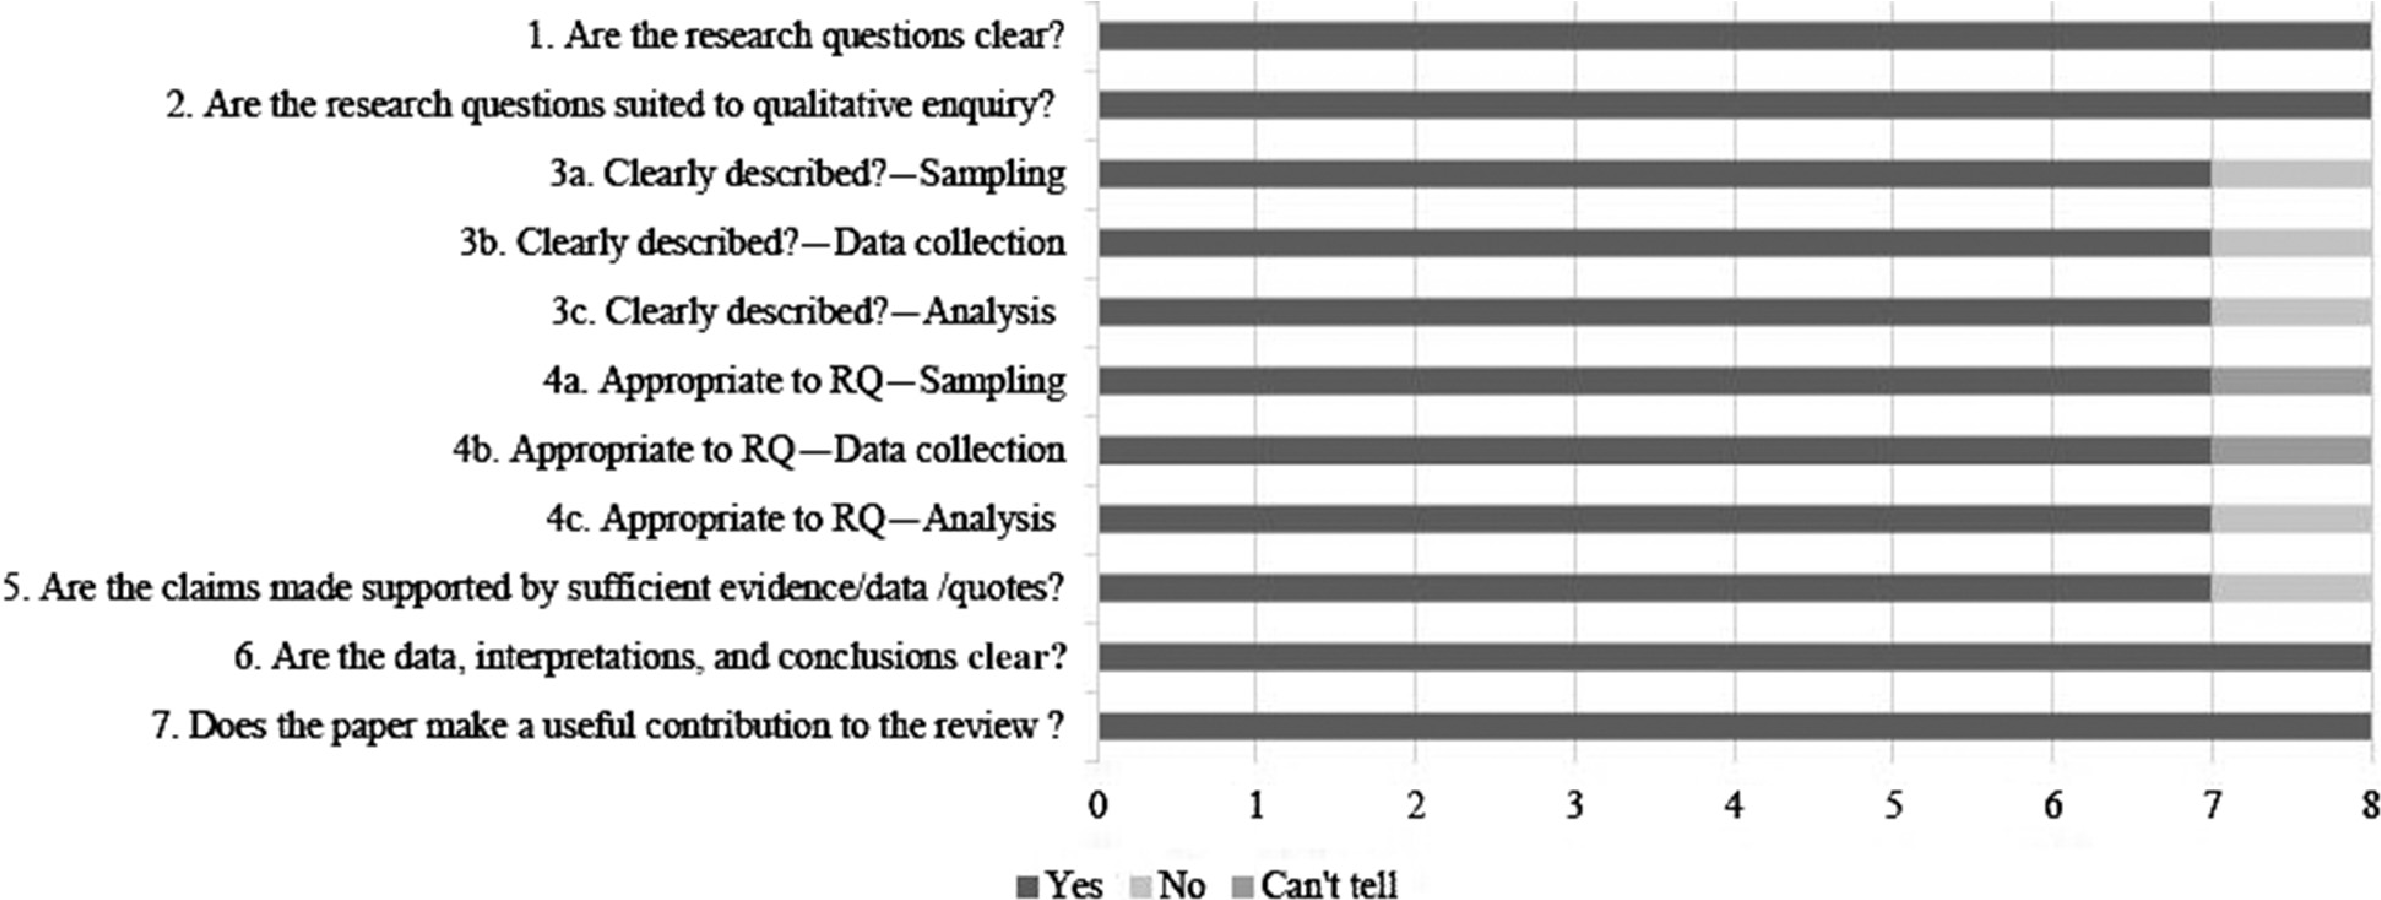 1. Are the research questions clear?
2. Are the research questions suited to qualitative enquiry?
3a. Clearly described?—Sampling
3b. Clearly described?—Data collection
3c. Clearly described?—Analysis
4a. Appropriate to RQ—Sampling
4b. Appropriate to RQ—Data collection
4c. Appropriate to RQ—Analysis
5. Are the claims made supported by sufficient evidence/data /quotes?
6. Are the data, interpretations, and conclusions clear?
7. Does the paper make a useful contribution to the review ?
0 1 2 3 4 5 6 7 8
Yes No Can't tell